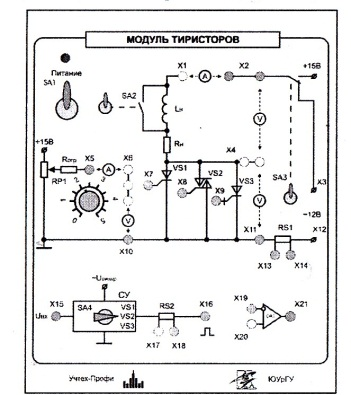 МОДУЛЬ ТИРИСТОРОВ
Питание
SA1
SA2
X1
A
X2
+15В
Lн
V
Rн
X4
+15В
Rогр
X5
A
X6
X7
VS1
X8
VS2
X9
VS3
SA3
X3
RP1
V
V
−12В
X10
X11
RS1
X12
X13
X14
СУ
X15
SA4
VS1
VS2
VS3
RS2
X16
X17
X18
X19
X20
X21
Учтех-Профи
ЮУрГУ